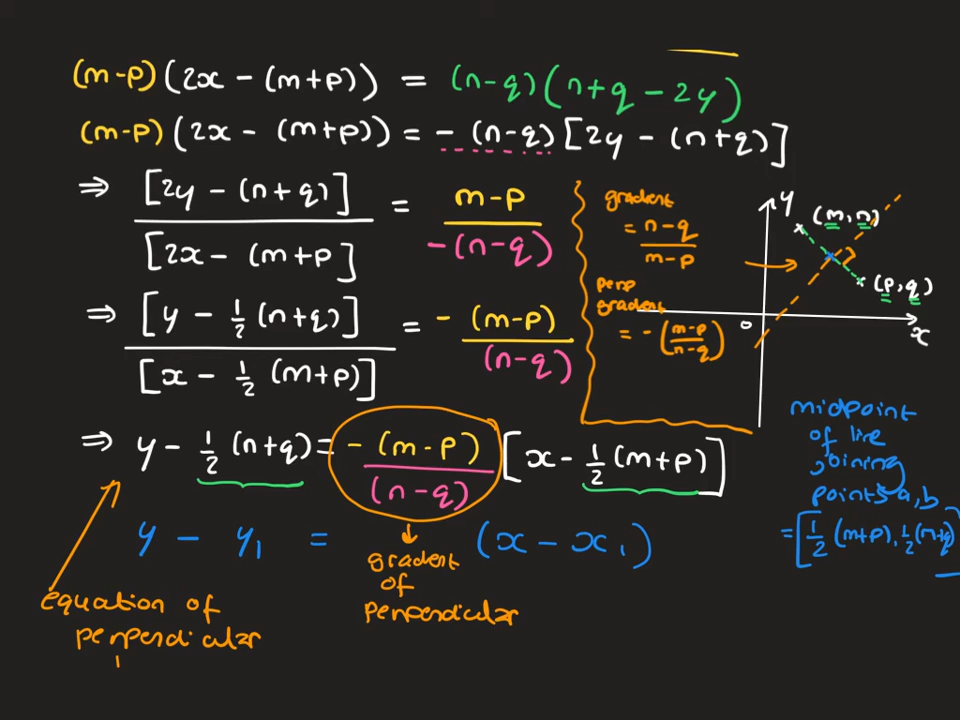 (m-p)(2x - (m+p)) = (n-q)(n+q - 2y)
(m-p)(2x - (m+p)) = -(n-q)[2y - (n+q)]
⇒ [2y - (n+q)] / [2x - (m+p] = m-p / -(n-q)
⇒ [y - ½(n+q)] / [x - ½(m+p)] = - (m-p) / (n-q)
⇒ y - ½(n+q) = -(m-p) / (n-q) [x - ½(m+p)]
y - y₁ = (x - x₁)
gradient
of
perpendicular
equation of
perpendicular
gradient
= n-q / m-p
perp
gradient
= -(m-p / n-q)
y
(m,n)
(p,q)
0
x
midpoint
of line
joining
points a,b
= [½(m+p), ½(n+q)